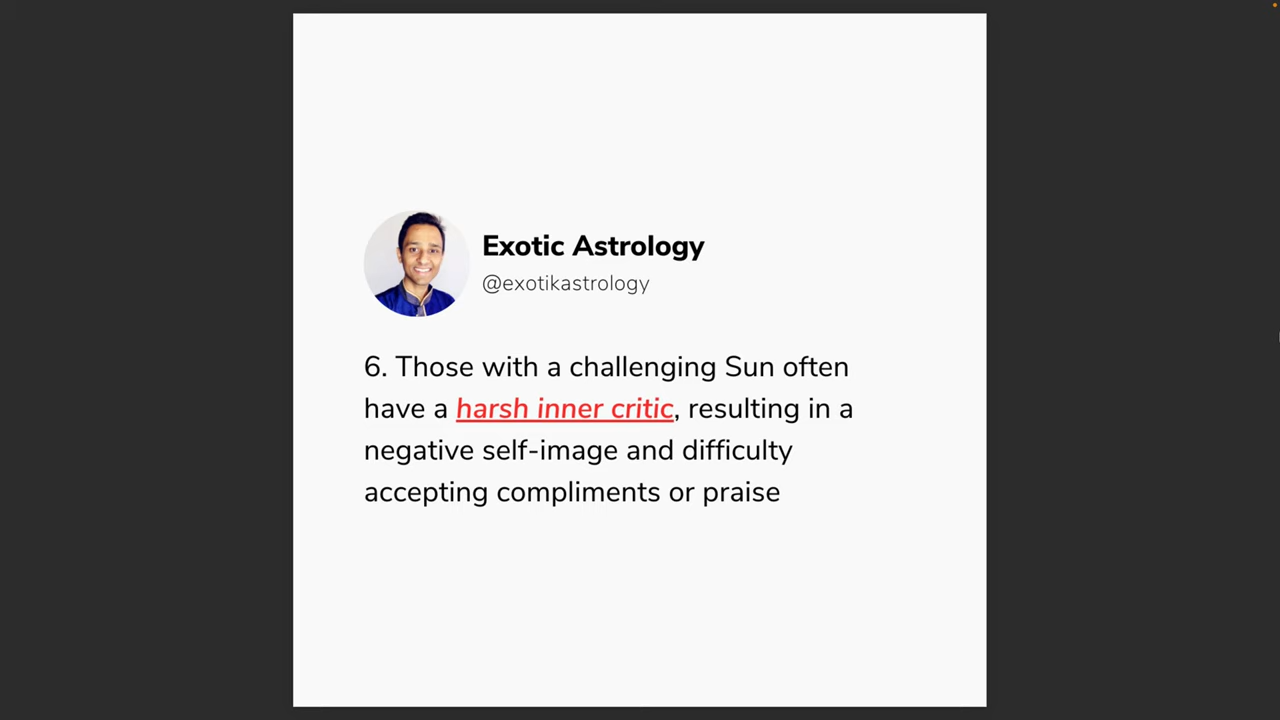 Exotic Astrology
@exotikastrology
6. Those with a challenging Sun often
have a harsh inner critic, resulting in a
negative self-image and difficulty
accepting compliments or praise